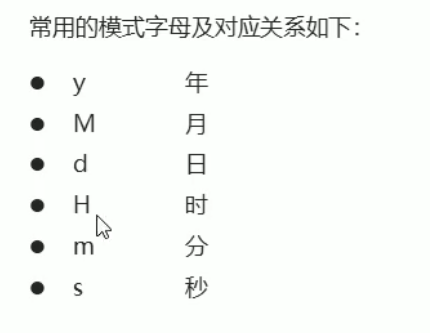 常用的模式字母及对应关系如下：
● y 年
● M 月
● d 日
● H 时
● m 分
● s 秒